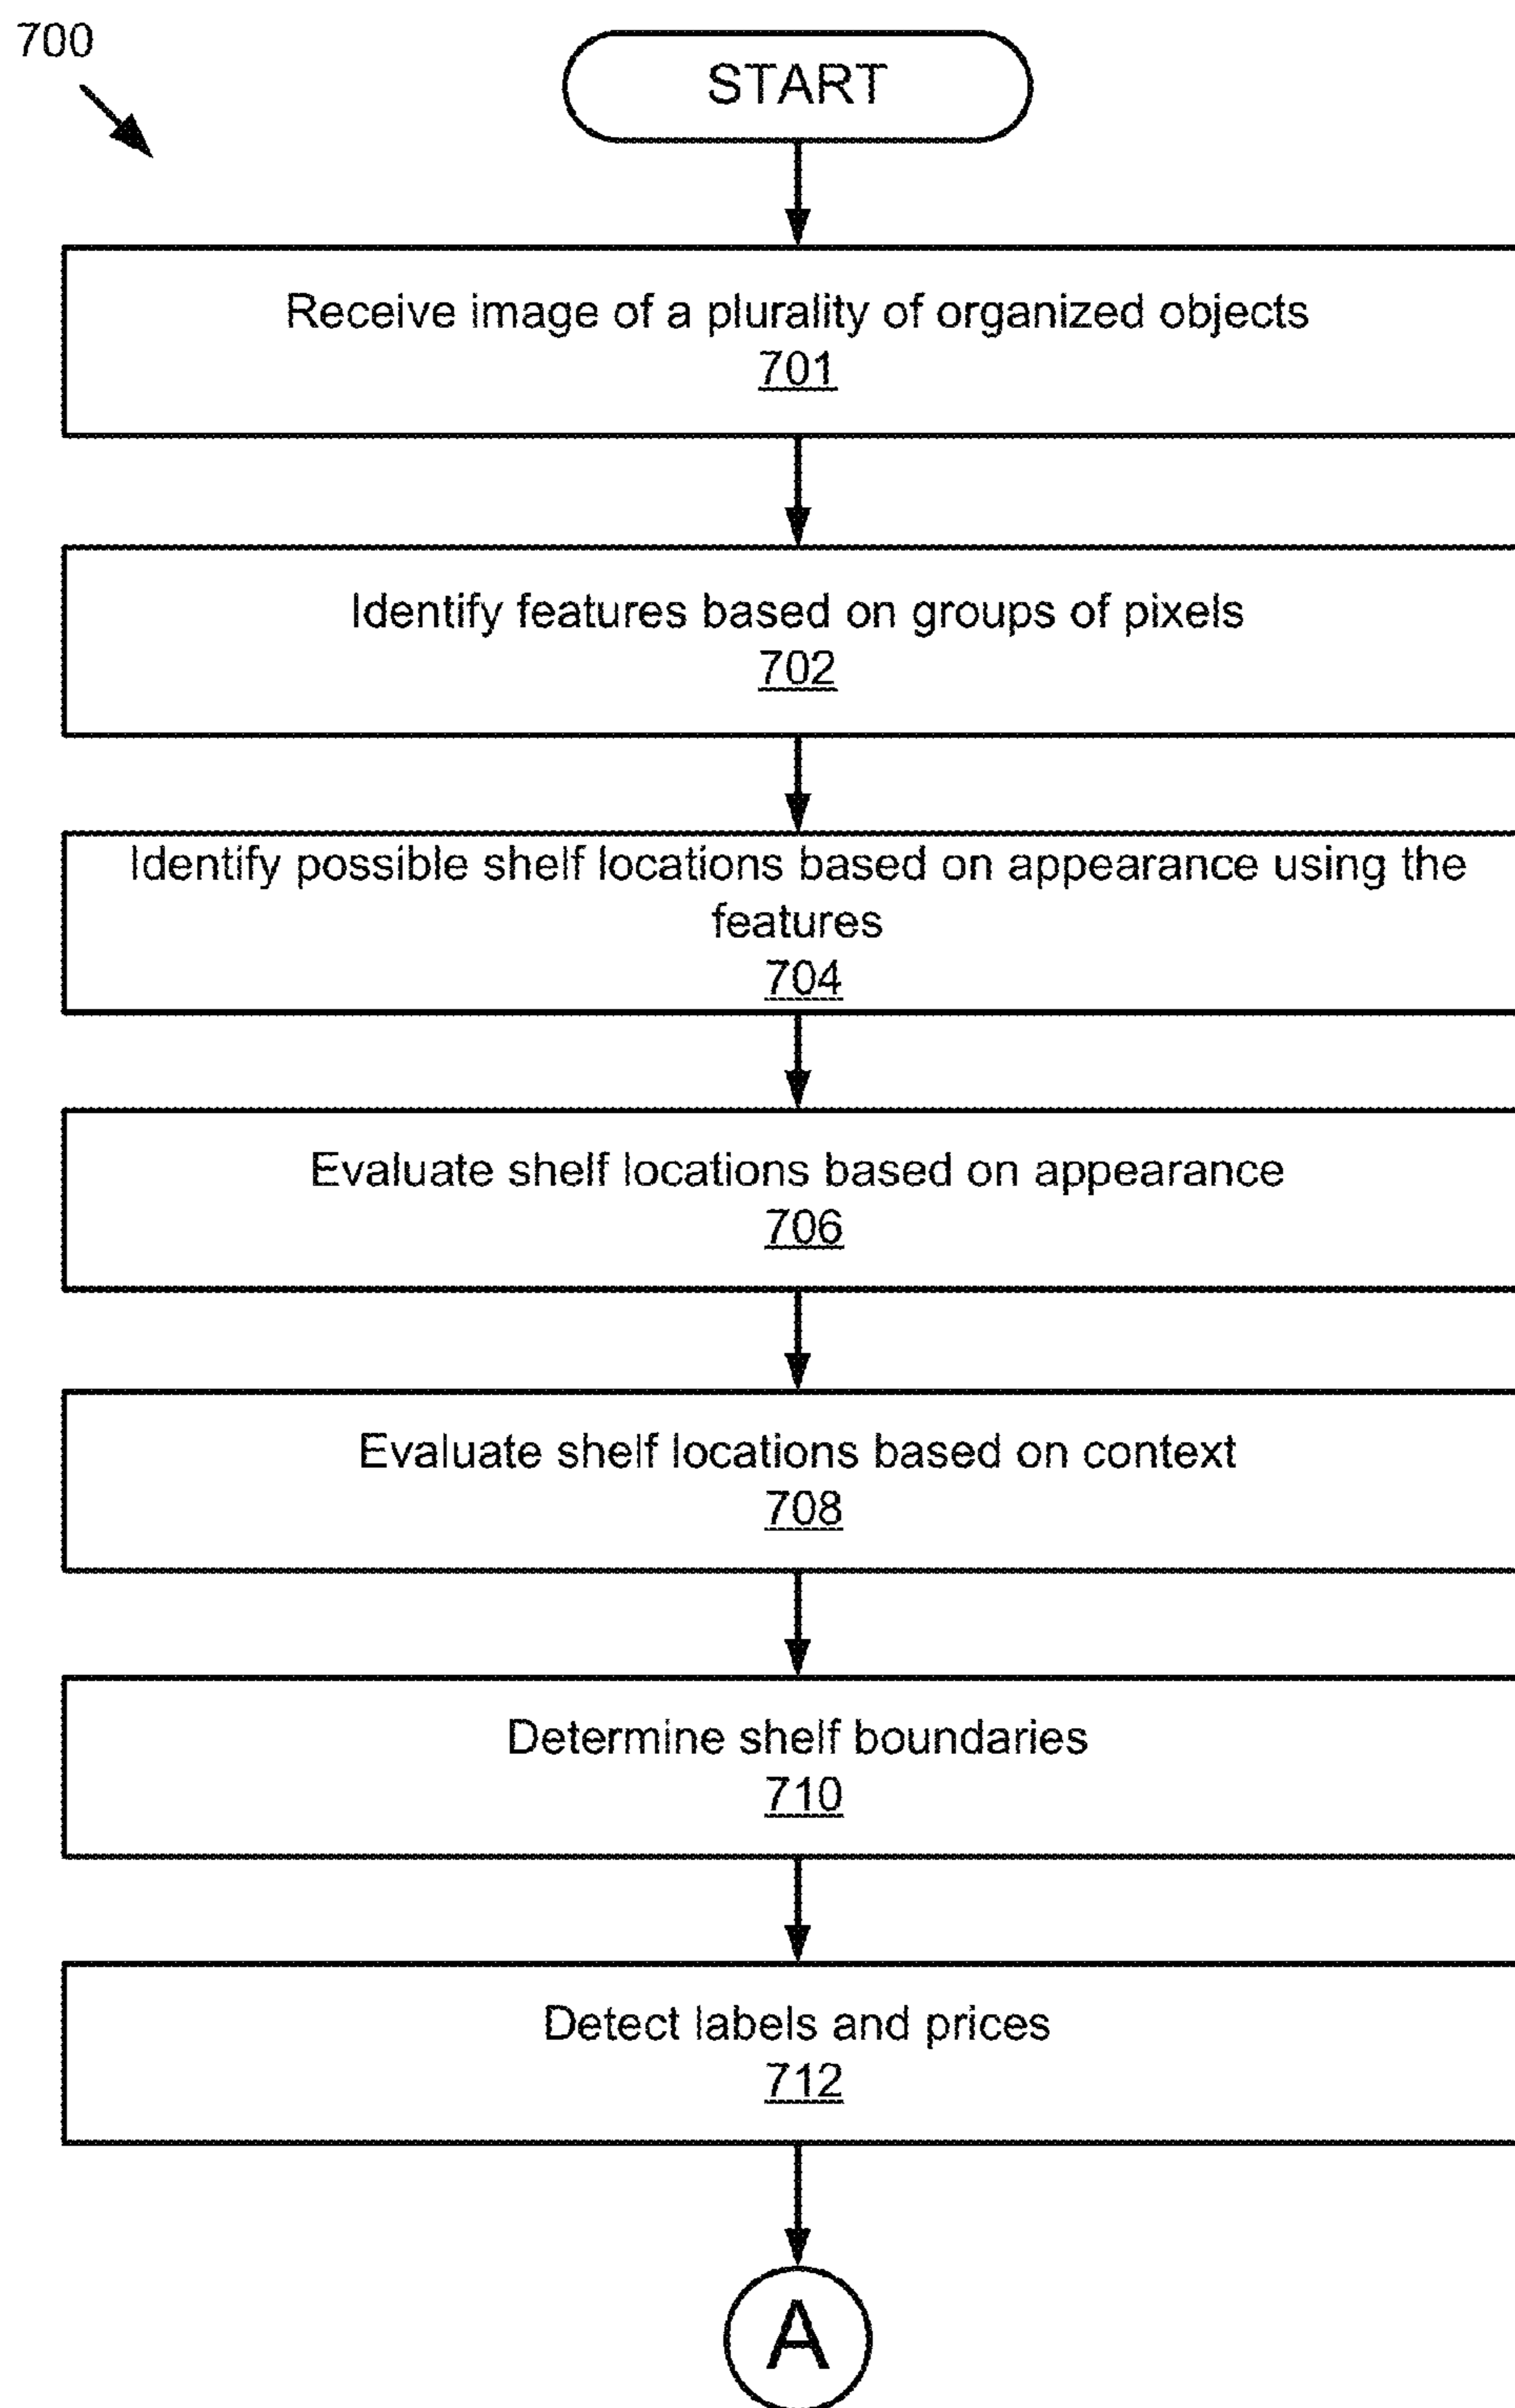 700
START
Receive image of a plurality of organized objects
701
Identify features based on groups of pixels
702
Identify possible shelf locations based on appearance using the
features
704
Evaluate shelf locations based on appearance
706
Evaluate shelf locations based on context
708
Determine shelf boundaries
710
Detect labels and prices
712
A